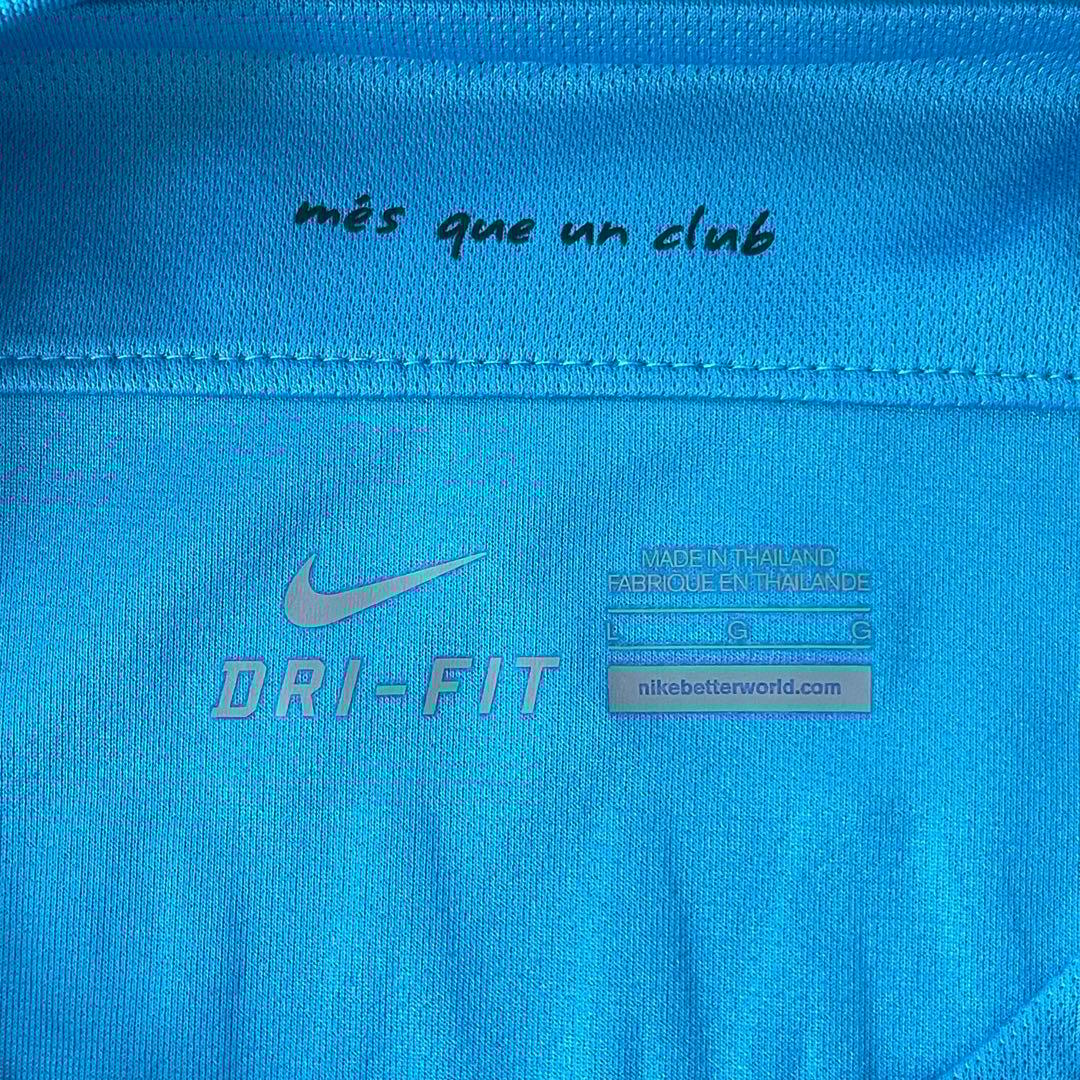 més que un club
DRI-FIT
MADE IN THAILAND
FABRIQUE EN THAILANDE
L G G
nikebetterworld.com